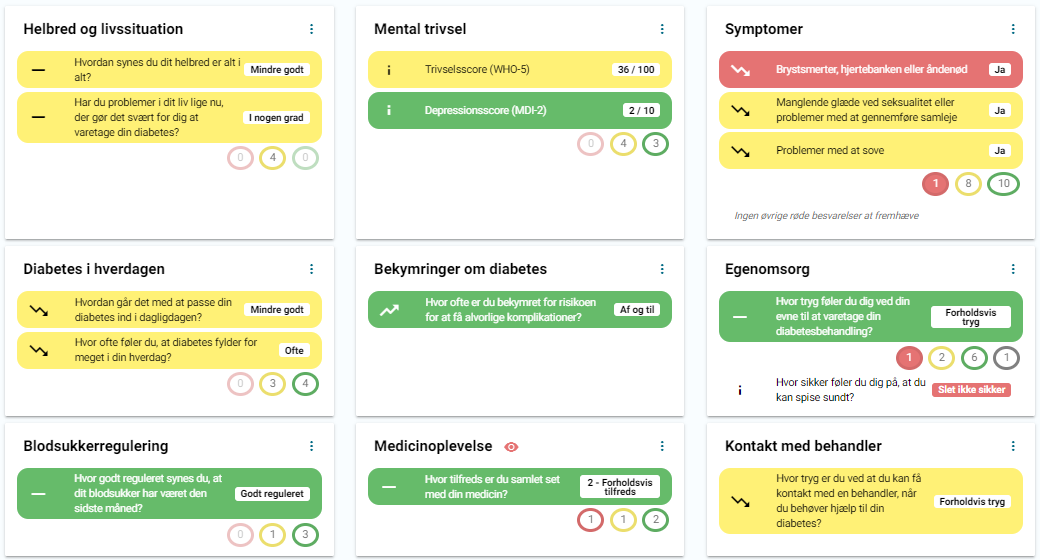 Helbred og livssituation
Hvordan synes du dit helbred er alt i
alt?
Mindre godt
Har du problemer i dit liv lige nu,
der gør det svært for dig at
varetage din diabetes?
I nogen grad
0 4 0
Mental trivsel
Trivselsscore (WHO-5)
36 / 100
Depressionsscore (MDI-2)
2 / 10
0 4 3
Symptomer
Brystsmerter, hjertebanken eller åndenød
Ja
Manglende glæde ved seksualitet eller
problemer med at gennemføre samleje
Ja
Problemer med at sove
Ja
1 8 10
Ingen øvrige røde besvarelser at fremhæve
Diabetes i hverdagen
Hvordan går det med at passe din
diabetes ind i dagligdagen?
Mindre godt
Hvor ofte føler du, at diabetes fylder for
meget i din hverdag?
Ofte
0 3 4
Bekymringer om diabetes
Hvor ofte er du bekymret for risikoen
for at få alvorlige komplikationer?
Af og til
Egenomsorg
Hvor tryg føler du dig ved din
evne til at varetage din
diabetesbehandling?
Forholdsvis
tryg
1 2 6 1
Hvor sikker føler du dig på, at du
kan spise sundt?
Slet ikke sikker
Blodsukkerregulering
Hvor godt reguleret synes du, at
dit blodsukker har været den
sidste måned?
Godt reguleret
0 1 3
Medicinoplevelse
Hvor tilfreds er du samlet set
med din medicin?
2 - Forholdsvis
tilfreds
1 1 2
Kontakt med behandler
Hvor tryg er du ved at du kan få
kontakt med en behandler, når
du behøver hjælp til din
diabetes?
Forholdvis tryg